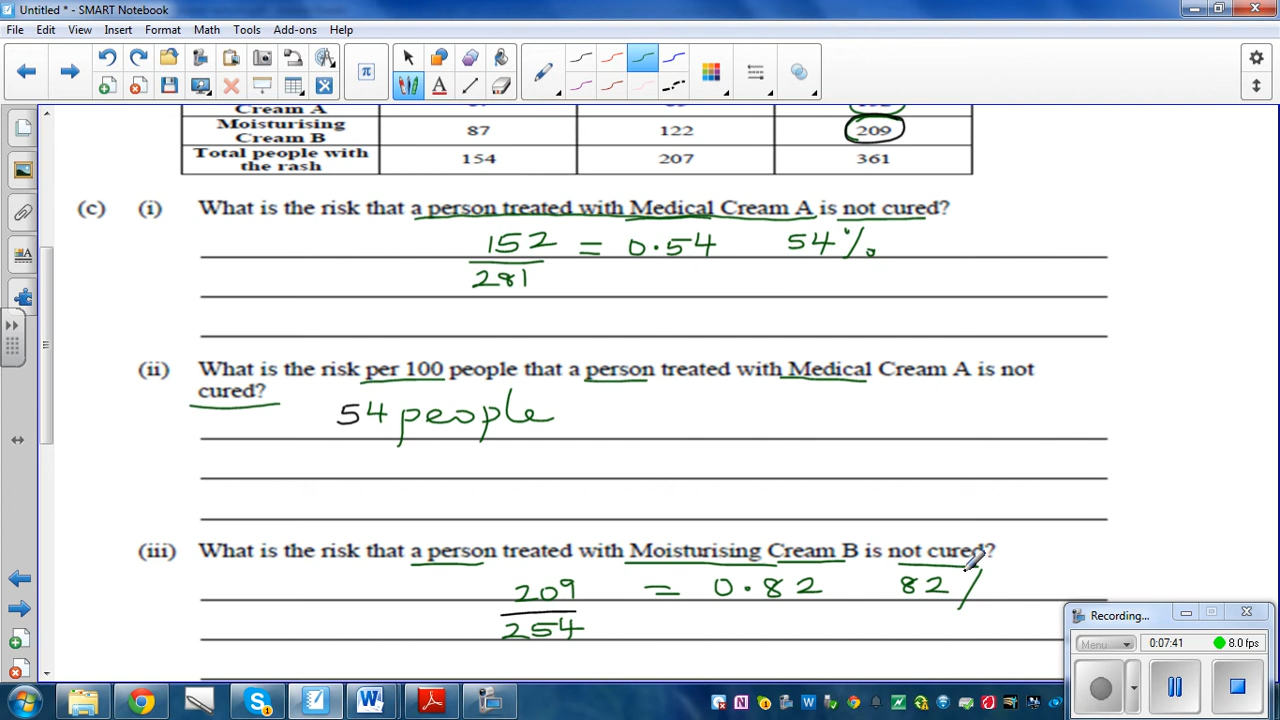 Untitled * - SMART Notebook
File Edit View Insert Format Math Tools Add-ons Help
Cream A
Moisturising Cream B 87 122 209
Total people with the rash 154 207 361
(c) (i) What is the risk that a person treated with Medical Cream A is not cured?
152
281 = 0.54 54%
(ii) What is the risk per 100 people that a person treated with Medical Cream A is not
cured?
54 people
(iii) What is the risk that a person treated with Moisturising Cream B is not cured?
209
254 = 0.82 82/
Recording...
Menu 0:07:41 8.0 fps